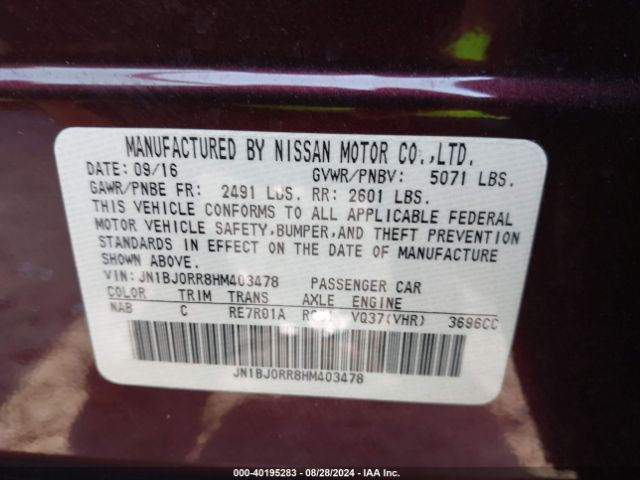 MANUFACTURED BY NISSAN MOTOR CO.,LTD.
DATE: 09/16 GVWR/PNBV: 5071 LBS.
GAWR/PNBE FR: 2491 LBS. RR: 2601 LBS.
THIS VEHICLE CONFORMS TO ALL APPLICABLE FEDERAL
MOTOR VEHICLE SAFETY,BUMPER,AND THEFT PREVENTION
STANDARDS IN EFFECT ON THE DATE OF MANUFACTURE
SHOWN ABOVE.
VIN: JN1BJ0RR8HM403478 PASSENGER CAR
COLOR TRIM TRANS AXLE ENGINE
NAB C RE7R01A VQ37(VHR) 3696CC
JN1BJ0RR8HM403478
000-40195283 - 08/28/2024 - IAA Inc.